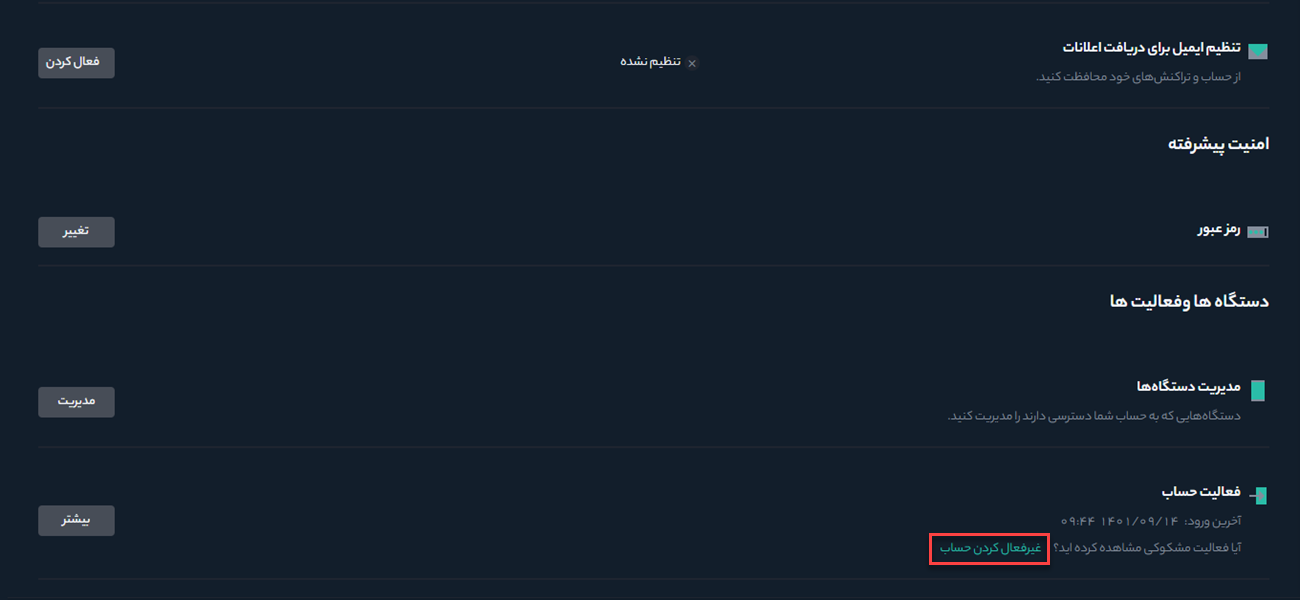 تنظیم ایمیل برای دریافت اعلانات
از حساب و تراکنش‌های خود محافظت کنید.
تنظیم نشده
فعال کردن
امنیت پیشرفته
رمز عبور
تغییر
دستگاه ها وفعالیت ها
مدیریت دستگاه‌ها
دستگاه‌هایی که به حساب شما دسترسی دارند را مدیریت کنید.
مدیریت
فعالیت حساب
آخرین ورود: ۱۴۰۱/۰۹/۱۴ ۰۹:۴۴
آیا فعالیت مشکوکی مشاهده کرده اید؟ غیرفعال کردن حساب
بیشتر